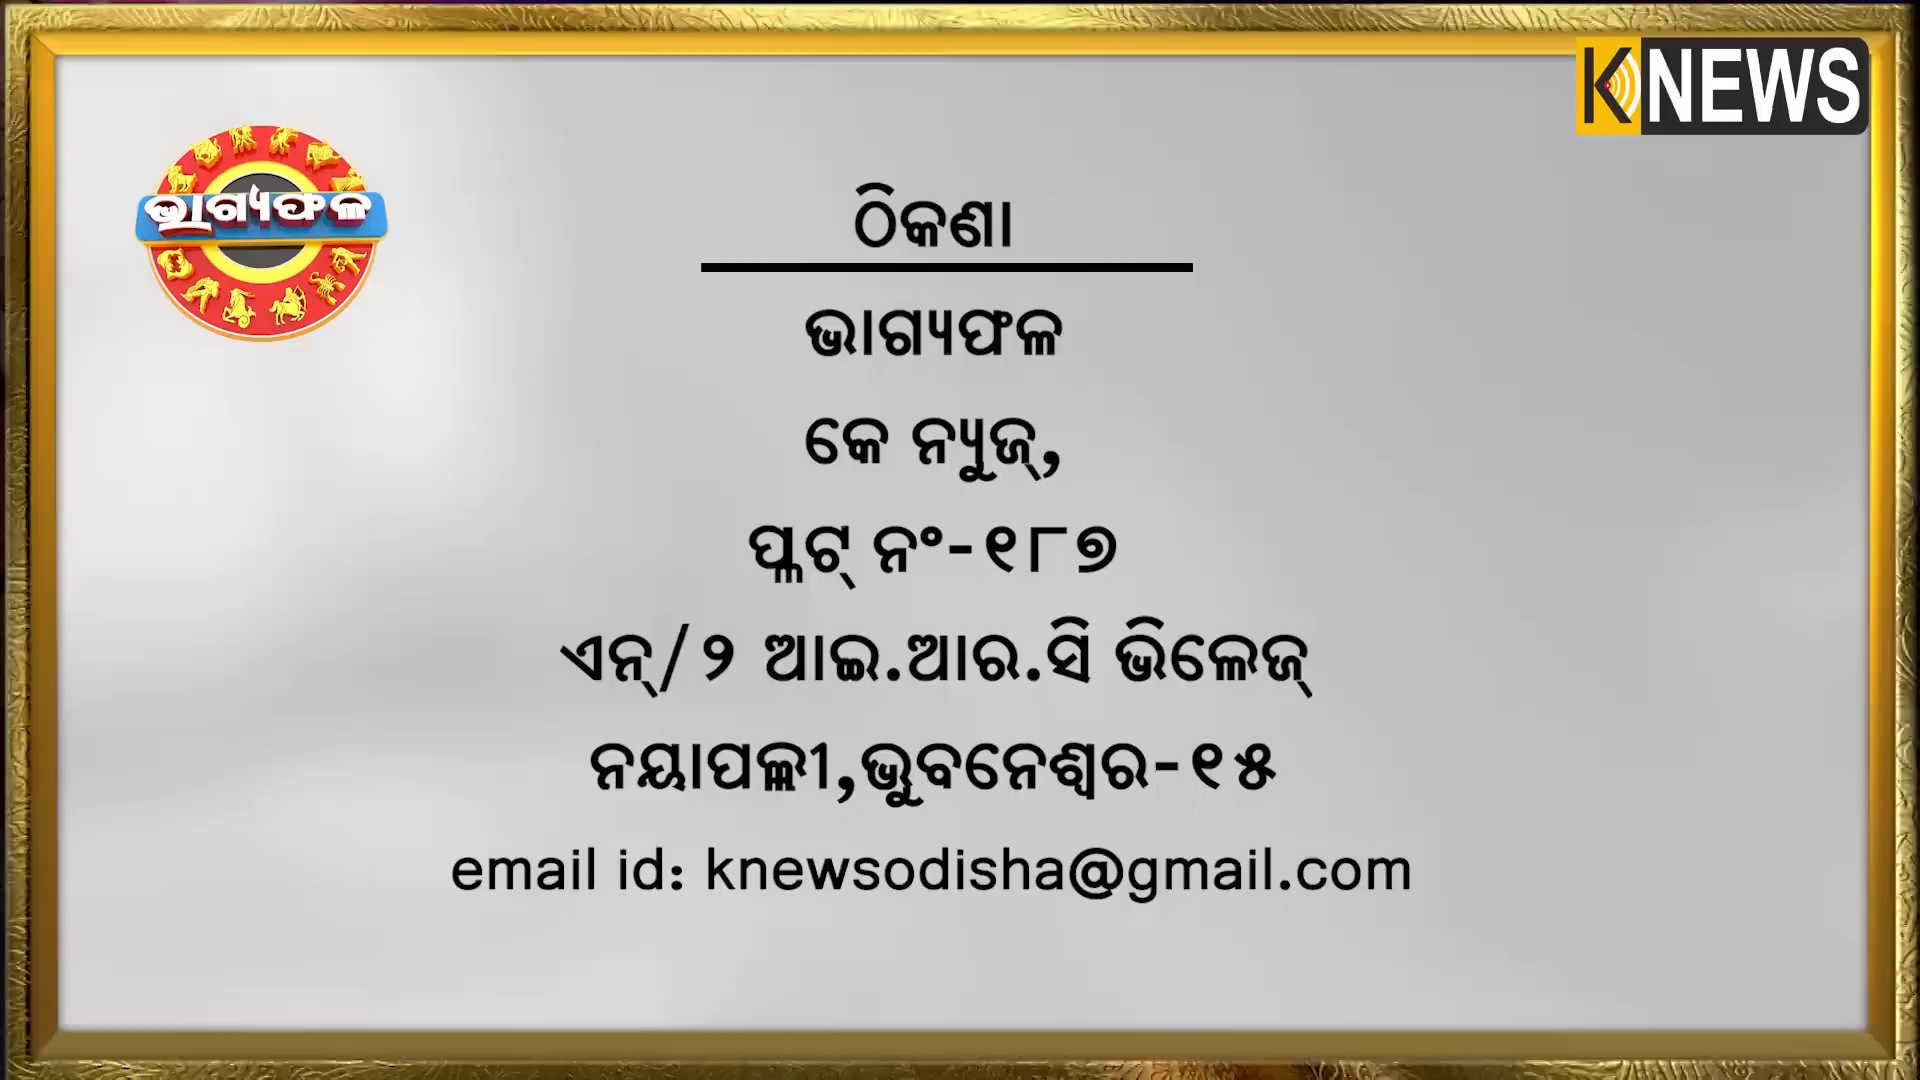 KNEWS
ଭାଗ୍ୟଫଳ
ଠିକଣା
ଭାଗ୍ୟଫଳ
କେ ନ୍ୟୁଜ୍,
ପ୍ଲଟ୍ ନଂ-୧୮୭
ଏନ୍/୨ ଆଇ.ଆର.ସି ଭିଲେଜ୍
ନୟାପଲ୍ଲୀ,ଭୁବନେଶ୍ୱର-୧୫
email id: knewsodisha@gmail.com